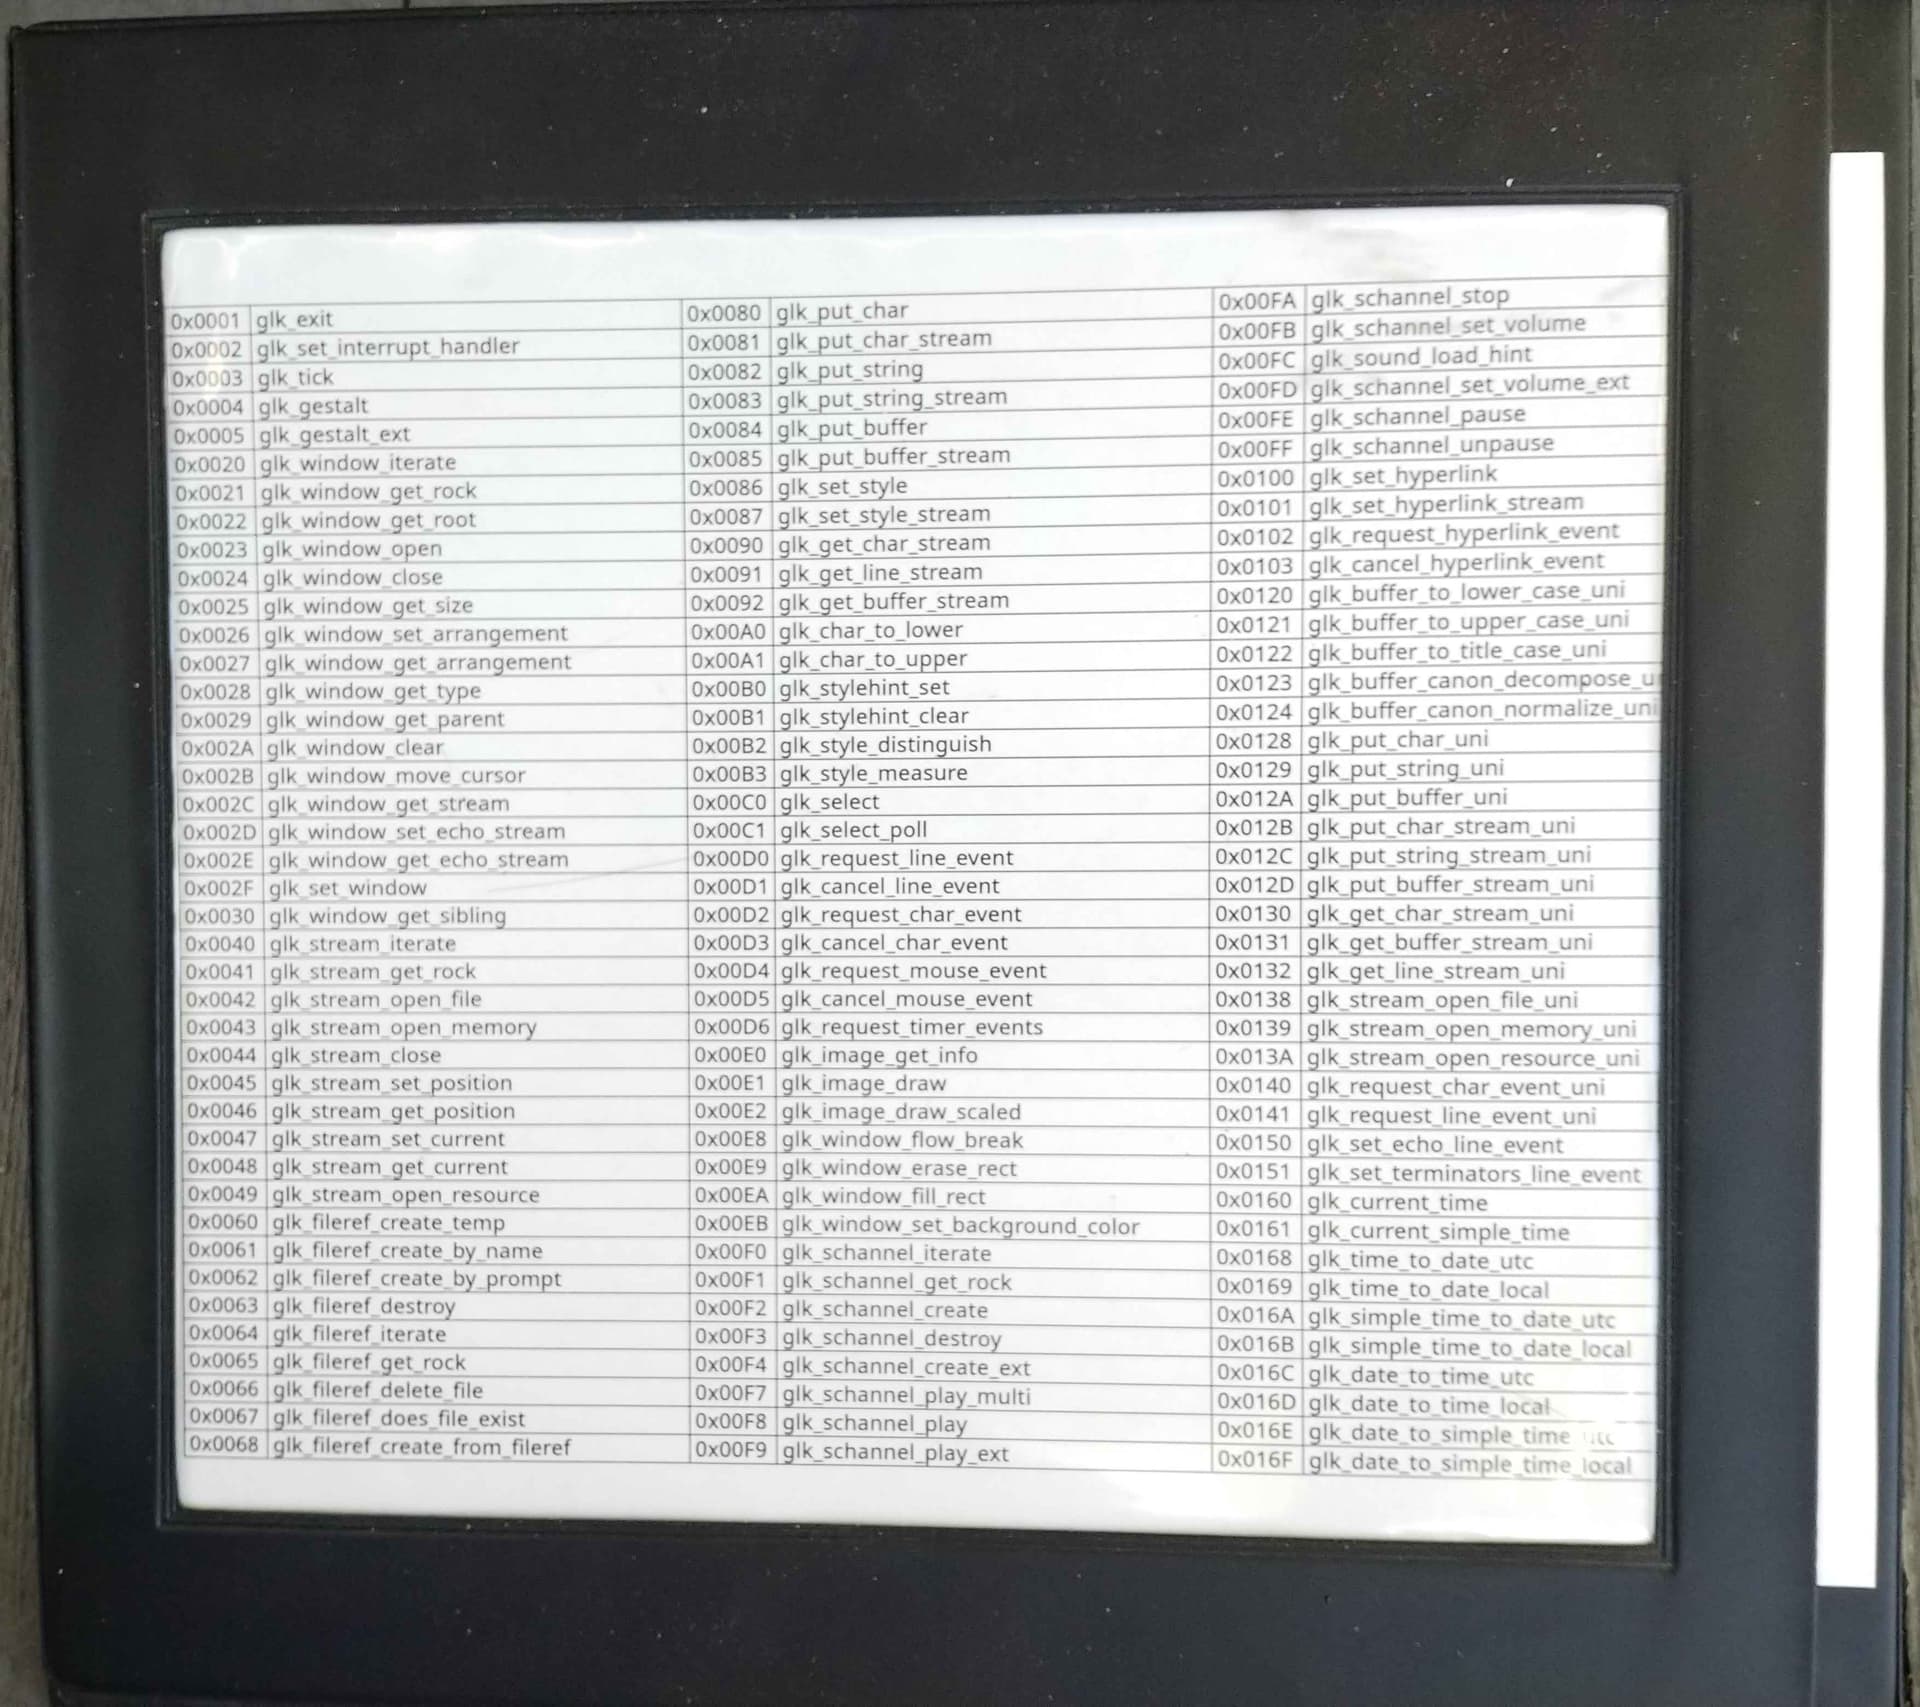 0x0001 glk_exit 0x0080 glk_put_char 0x00FA glk_schannel_stop
0x0002 glk_set_interrupt_handler 0x0081 glk_put_char_stream 0x00FB glk_schannel_set_volume
0x0003 glk_tick 0x0082 glk_put_string 0x00FC glk_sound_load_hint
0x0004 glk_gestalt 0x0083 glk_put_string_stream 0x00FD glk_schannel_set_volume_ext
0x0005 glk_gestalt_ext 0x0084 glk_put_buffer 0x00FE glk_schannel_pause
0x0020 glk_window_iterate 0x0085 glk_put_buffer_stream 0x00FF glk_schannel_unpause
0x0021 glk_window_get_rock 0x0086 glk_set_style 0x0100 glk_set_hyperlink
0x0022 glk_window_get_root 0x0087 glk_set_style_stream 0x0101 glk_set_hyperlink_stream
0x0023 glk_window_open 0x0090 glk_get_char_stream 0x0102 glk_request_hyperlink_event
0x0024 glk_window_close 0x0091 glk_get_line_stream 0x0103 glk_cancel_hyperlink_event
0x0025 glk_window_get_size 0x0092 glk_get_buffer_stream 0x0120 glk_buffer_to_lower_case_uni
0x0026 glk_window_set_arrangement 0x00A0 glk_char_to_lower 0x0121 glk_buffer_to_upper_case_uni
0x0027 glk_window_get_arrangement 0x00A1 glk_char_to_upper 0x0122 glk_buffer_to_title_case_uni
0x0028 glk_window_get_type 0x00B0 glk_stylehint_set 0x0123 glk_buffer_canon_decompose_u
0x0029 glk_window_get_parent 0x00B1 glk_stylehint_clear 0x0124 glk_buffer_canon_normalize_uni
0x002A glk_window_clear 0x00B2 glk_style_distinguish 0x0128 glk_put_char_uni
0x002B glk_window_move_cursor 0x00B3 glk_style_measure 0x0129 glk_put_string_uni
0x002C glk_window_get_stream 0x00C0 glk_select 0x012A glk_put_buffer_uni
0x002D glk_window_set_echo_stream 0x00C1 glk_select_poll 0x012B glk_put_char_stream_uni
0x002E glk_window_get_echo_stream 0x00D0 glk_request_line_event 0x012C glk_put_string_stream_uni
0x002F glk_set_window 0x00D1 glk_cancel_line_event 0x012D glk_put_buffer_stream_uni
0x0030 glk_window_get_sibling 0x00D2 glk_request_char_event 0x0130 glk_get_char_stream_uni
0x0040 glk_stream_iterate 0x00D3 glk_cancel_char_event 0x0131 glk_get_buffer_stream_uni
0x0041 glk_stream_get_rock 0x00D4 glk_request_mouse_event 0x0132 glk_get_line_stream_uni
0x0042 glk_stream_open_file 0x00D5 glk_cancel_mouse_event 0x0138 glk_stream_open_file_uni
0x0043 glk_stream_open_memory 0x00D6 glk_request_timer_events 0x0139 glk_stream_open_memory_uni
0x0044 glk_stream_close 0x00E0 glk_image_get_info 0x013A glk_stream_open_resource_uni
0x0045 glk_stream_set_position 0x00E1 glk_image_draw 0x0140 glk_request_char_event_uni
0x0046 glk_stream_get_position 0x00E2 glk_image_draw_scaled 0x0141 glk_request_line_event_uni
0x0047 glk_stream_set_current 0x00E8 glk_window_flow_break 0x0150 glk_set_echo_line_event
0x0048 glk_stream_get_current 0x00E9 glk_window_erase_rect 0x0151 glk_set_terminators_line_event
0x0049 glk_stream_open_resource 0x00EA glk_window_fill_rect 0x0160 glk_current_time
0x0060 glk_fileref_create_temp 0x00EB glk_window_set_background_color 0x0161 glk_current_simple_time
0x0061 glk_fileref_create_by_name 0x00F0 glk_schannel_iterate 0x0168 glk_time_to_date_utc
0x0062 glk_fileref_create_by_prompt 0x00F1 glk_schannel_get_rock 0x0169 glk_time_to_date_local
0x0063 glk_fileref_destroy 0x00F2 glk_schannel_create 0x016A glk_simple_time_to_date_utc
0x0064 glk_fileref_iterate 0x00F3 glk_schannel_destroy 0x016B glk_simple_time_to_date_local
0x0065 glk_fileref_get_rock 0x00F4 glk_schannel_create_ext 0x016C glk_date_to_time_utc
0x0066 glk_fileref_delete_file 0x00F7 glk_schannel_play_multi 0x016D glk_date_to_time_local
0x0067 glk_fileref_does_file_exist 0x00F8 glk_schannel_play 0x016E glk_date_to_simple_time_utc
0x0068 glk_fileref_create_from_fileref 0x00F9 glk_schannel_play_ext 0x016F glk_date_to_simple_time_local